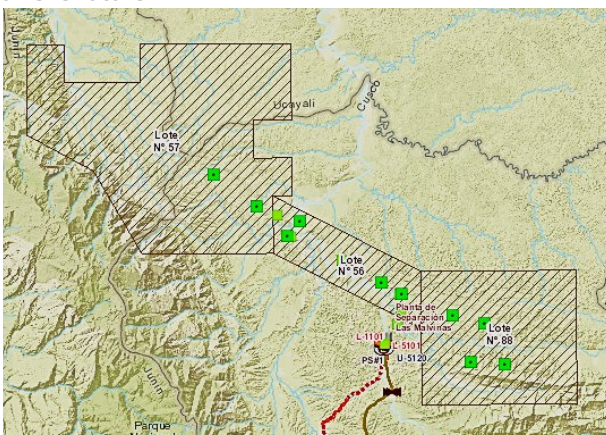 Junín
Ucayali
Cusco
Lote
N° 57
Lote
N° 56
Planta de
Separación
Las Malvinas
Lote
N° 88
L-1101
L-5101
PS#1
U-5120
Junín
Parque